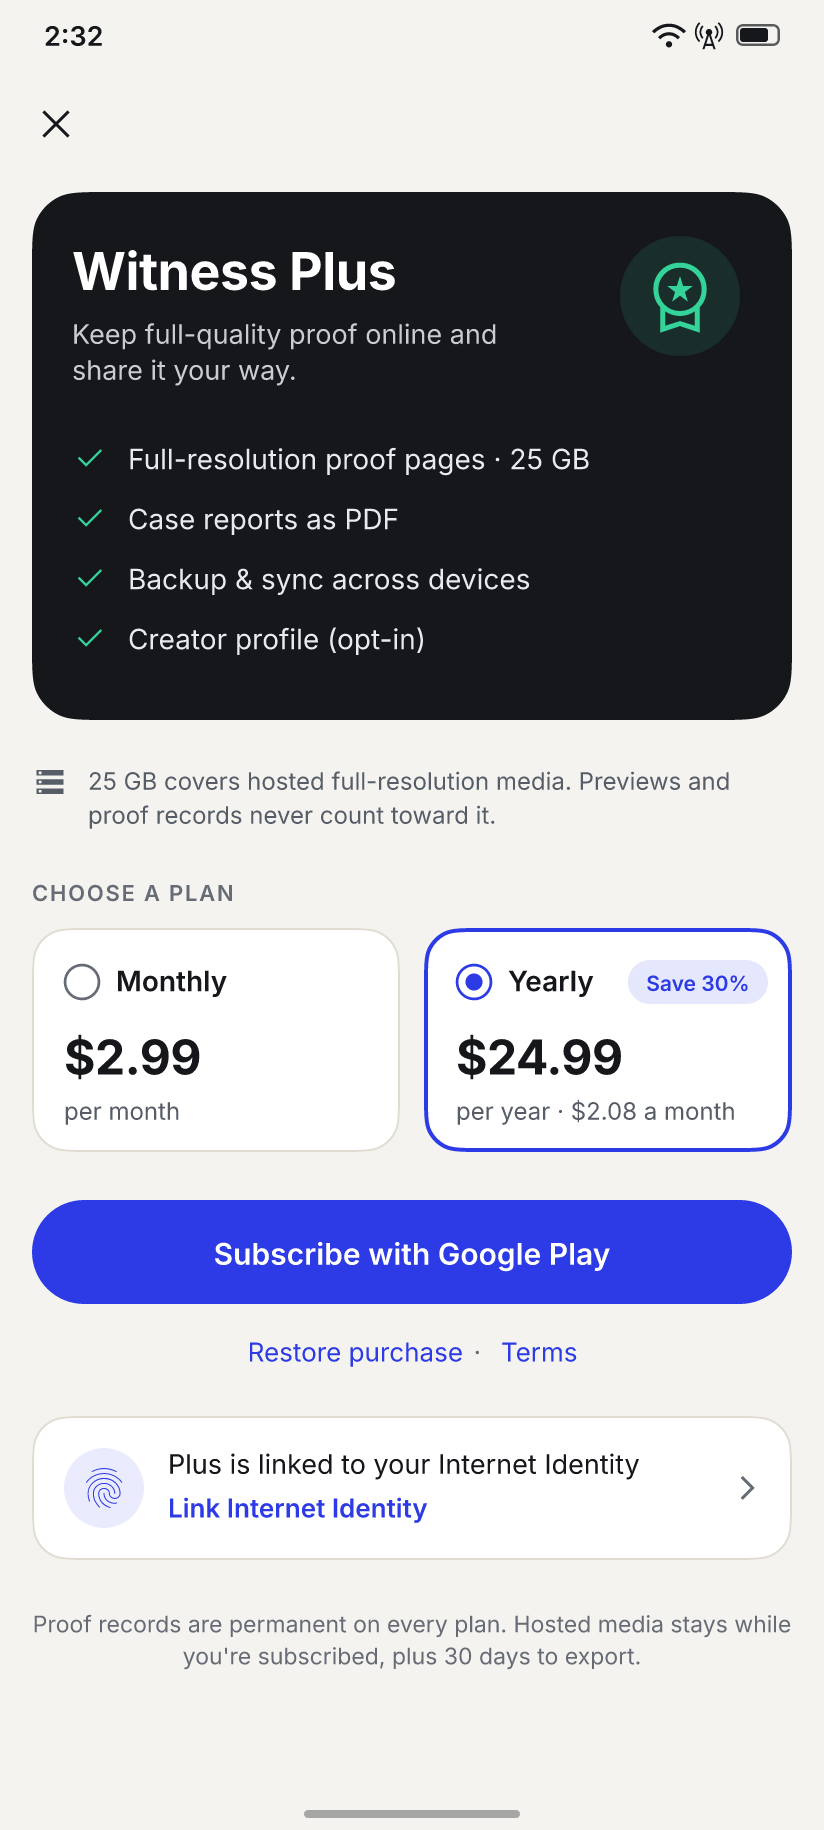 2:32
Witness Plus
Keep full-quality proof online and
share it your way.
Full-resolution proof pages · 25 GB
Case reports as PDF
Backup & sync across devices
Creator profile (opt-in)
25 GB covers hosted full-resolution media. Previews and
proof records never count toward it.
CHOOSE A PLAN
Monthly
$2.99
per month
Yearly
Save 30%
$24.99
per year · $2.08 a month
Subscribe with Google Play
Restore purchase · Terms
Plus is linked to your Internet Identity
Link Internet Identity
Proof records are permanent on every plan. Hosted media stays while
you're subscribed, plus 30 days to export.